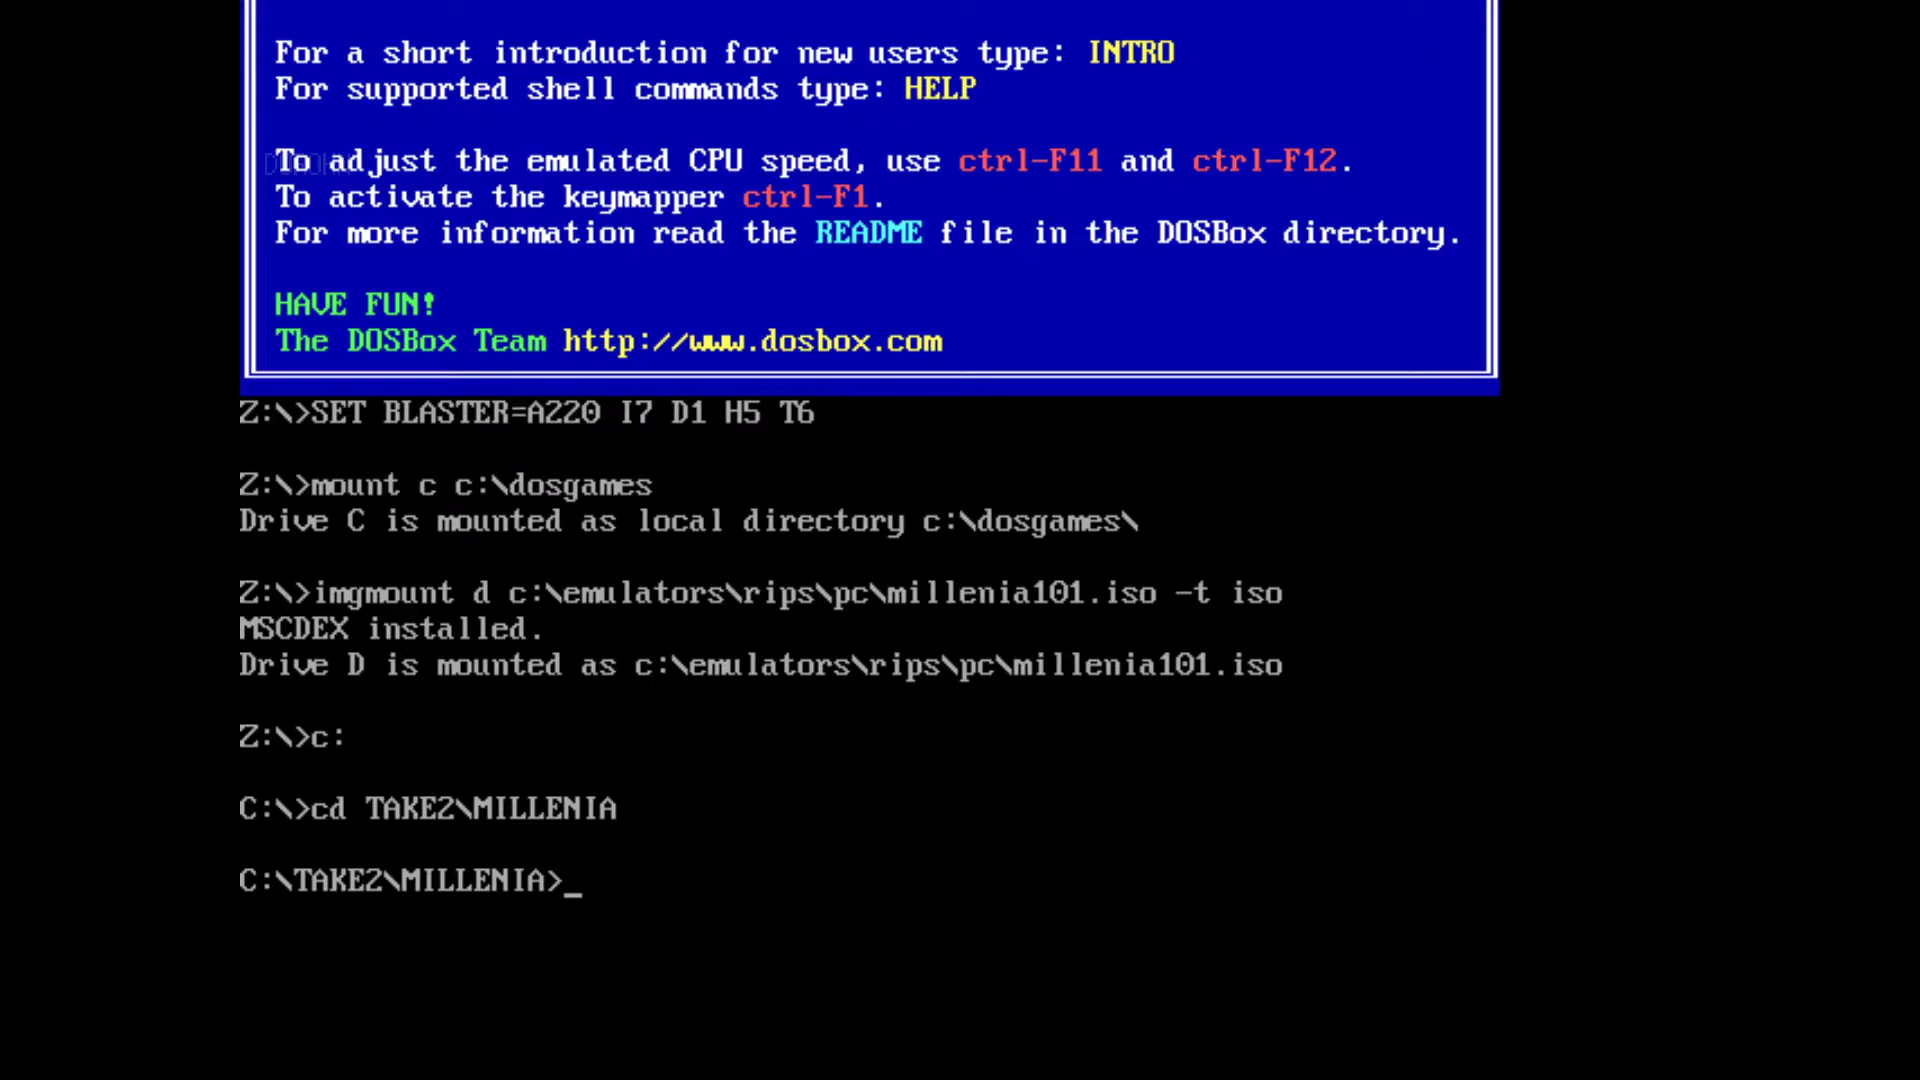 For a short introduction for new users type: INTRO
For supported shell commands type: HELP
To adjust the emulated CPU speed, use ctrl-F11 and ctrl-F12.
To activate the keymapper ctrl-F1.
For more information read the README file in the DOSBox directory.
HAVE FUN!
The DOSBox Team http://www.dosbox.com
Z:\>SET BLASTER=A220 I7 D1 H5 T6
Z:\>mount c c:\dosgames
Drive C is mounted as local directory c:\dosgames\
Z:\>imgmount d c:\emulators\rips\pc\millenia101.iso -t iso
MSCDEX installed.
Drive D is mounted as c:\emulators\rips\pc\millenia101.iso
Z:\>c:
C:\>cd TAKE2\MILLENIA
C:\TAKE2\MILLENIA>_